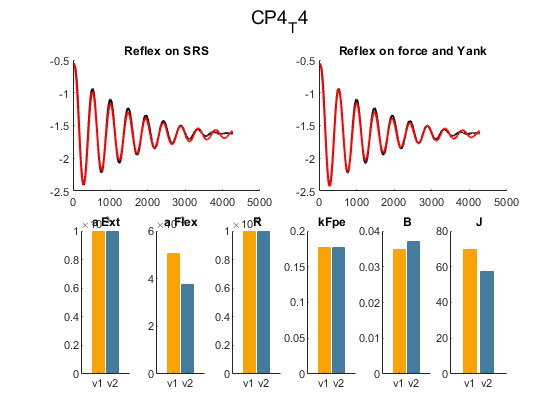 CP4_T4
Reflex on SRS
Reflex on force and Yank
-0.5
-1
-1.5
-2
-2.5
0 1000 2000 3000 4000 5000
-0.5
-1
-1.5
-2
-2.5
0 1000 2000 3000 4000 5000
a Ext
1
0.8
0.6
0.4
0.2
0
v1 v2
a Flex
6
4
2
0
v1 v2
R
1
0.8
0.6
0.4
0.2
0
v1 v2
kFpe
0.2
0.15
0.1
0.05
0
v1 v2
B
0.04
0.03
0.02
0.01
0
v1 v2
J
80
60
40
20
0
v1 v2